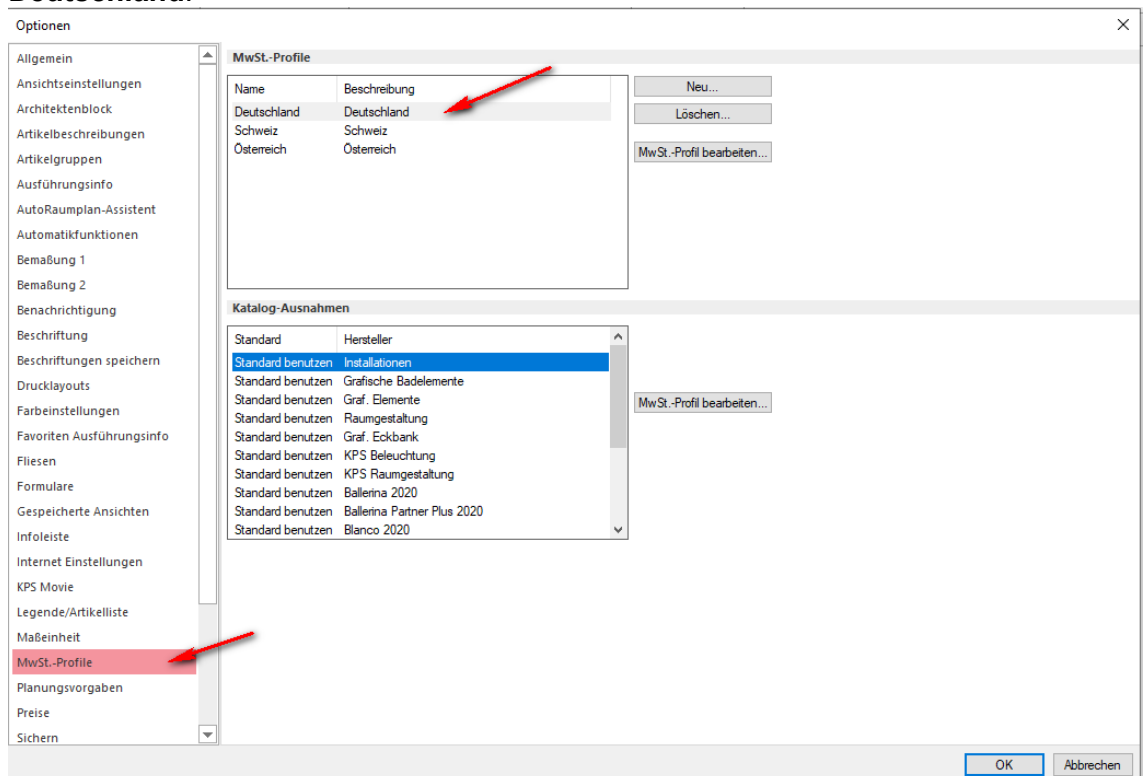 Deutschland.
Optionen
Allgemein
Ansichtseinstellungen
Architektenblock
Artikelbeschreibungen
Artikelgruppen
Ausführungsinfo
AutoRaumplan-Assistent
Automatikfunktionen
Bemaßung 1
Bemaßung 2
Benachrichtigung
Beschriftung
Beschriftungen speichern
Drucklayouts
Farbeinstellungen
Favoriten Ausführungsinfo
Fliesen
Formulare
Gespeicherte Ansichten
Infoleiste
Internet Einstellungen
KPS Movie
Legende/Artikelliste
Maßeinheit
MwSt.-Profile
Planungsvorgaben
Preise
Sichern
MwSt.-Profile
Name Beschreibung
Deutschland Deutschland
Schweiz Schweiz
Österreich Österreich
Neu...
Löschen...
MwSt.-Profil bearbeiten...
Katalog-Ausnahmen
Standard Hersteller
Standard benutzen Installationen
Standard benutzen Grafische Badelemente
Standard benutzen Graf. Elemente
Standard benutzen Raumgestaltung
Standard benutzen Graf. Eckbank
Standard benutzen KPS Beleuchtung
Standard benutzen KPS Raumgestaltung
Standard benutzen Ballerina 2020
Standard benutzen Ballerina Partner Plus 2020
Standard benutzen Blanco 2020
MwSt.-Profil bearbeiten...
OK Abbrechen